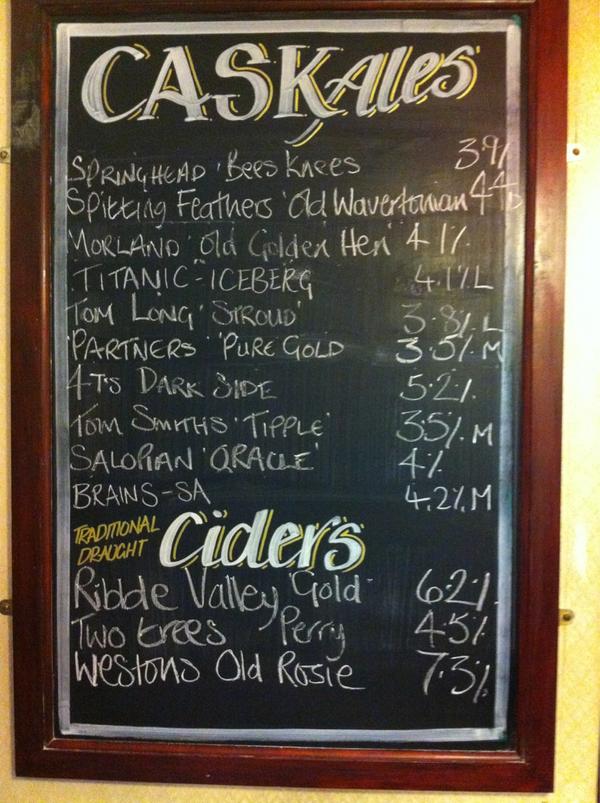 CASK Ales
SPRINGHEAD 'Bees Knees 3.9%
Spitting Feathers 'Old Wavertonian 4.4%
MORLAND 'Old Golden Hen' 4.1%
TITANIC - ICEBERG 4.1% L
TOM LONG 'STROUD' 3.8% L
'PARTNERS 'PURE GOLD 3.5% M
4T'S DARK SIDE 5.2%
TOM SMITHS 'TIPPLE' 3.5% M
SALOPIAN 'ORACLE' 4%
BRAINS - SA 4.2% M
TRADITIONAL DRAUGHT Ciders
Ribble Valley Gold 6.2%
Two trees Perry 4.5%
Westons Old Rosie 7.3%